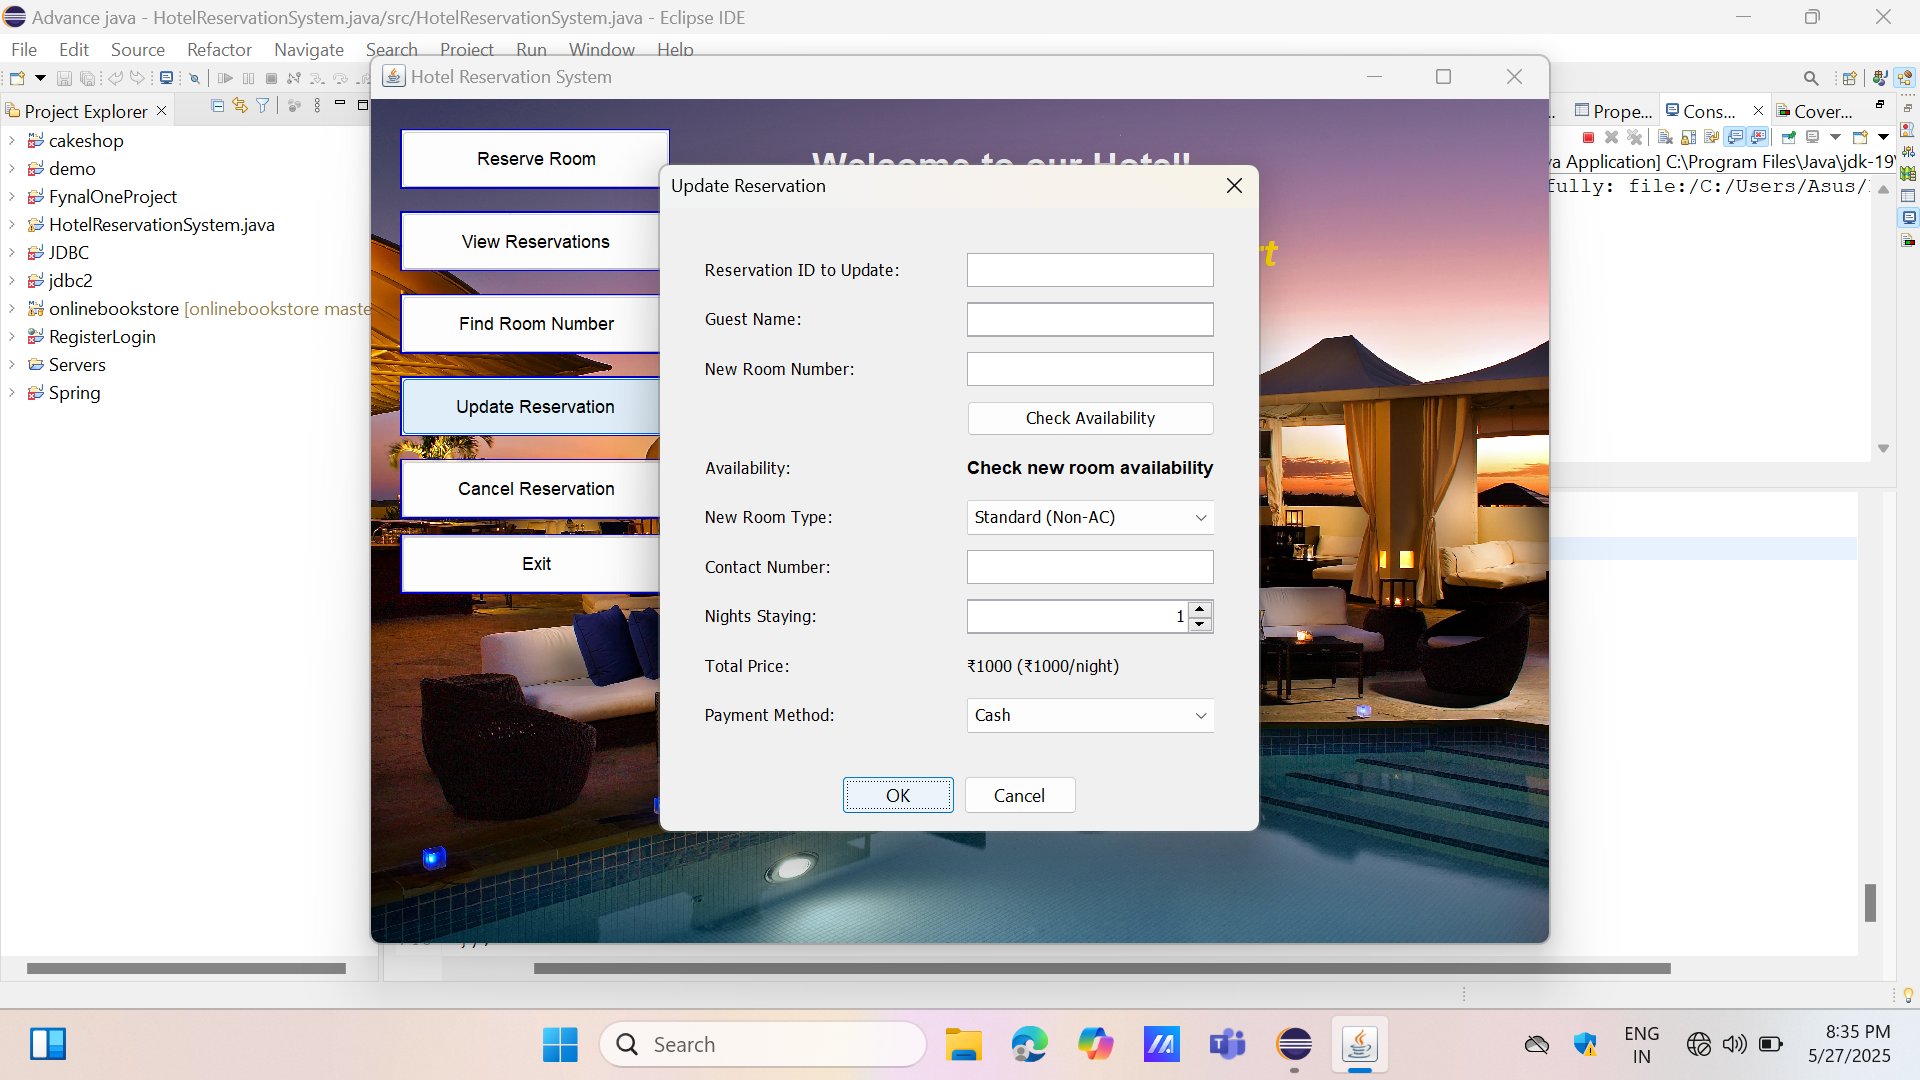 Advance java - HotelReservationSystem.java/src/HotelReservationSystem.java - Eclipse IDE
File Edit Source Refactor Navigate Search Project Run Window Help
Project Explorer
cakeshop
demo
FynalOneProject
HotelReservationSystem.java
JDBC
jdbc2
onlinebookstore [onlinebookstore maste
RegisterLogin
Servers
Spring
Hotel Reservation System
Welcome to our Hotel!
Reserve Room
View Reservations
Find Room Number
Update Reservation
Cancel Reservation
Exit
Update Reservation
Reservation ID to Update:
Guest Name:
New Room Number:
Check Availability
Availability: Check new room availability
New Room Type: Standard (Non-AC)
Contact Number:
Nights Staying: 1
Total Price: ₹1000 (₹1000/night)
Payment Method: Cash
OK Cancel
Prope... Cons... Cover...
va Application] C:\Program Files\Java\jdk-19\
fully: file:/C:/Users/Asus/
Search
ENG
IN
8:35 PM
5/27/2025